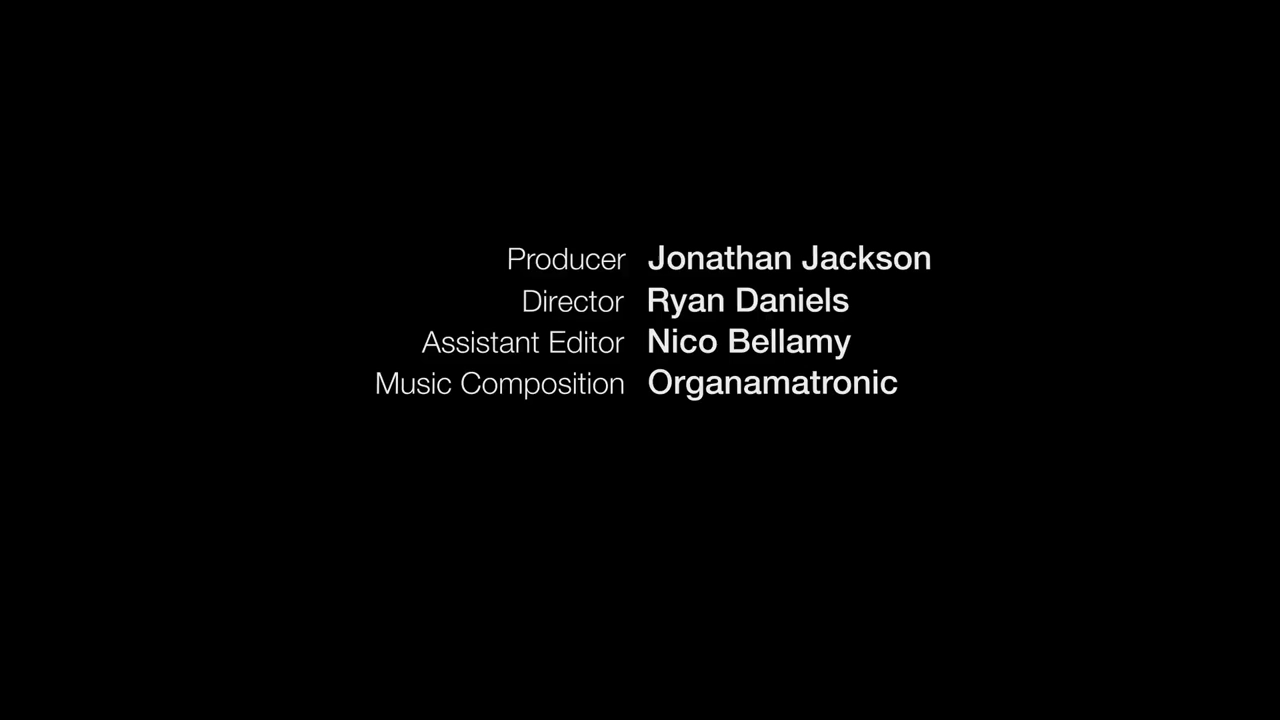 Producer Jonathan Jackson
Director Ryan Daniels
Assistant Editor Nico Bellamy
Music Composition Organamatronic